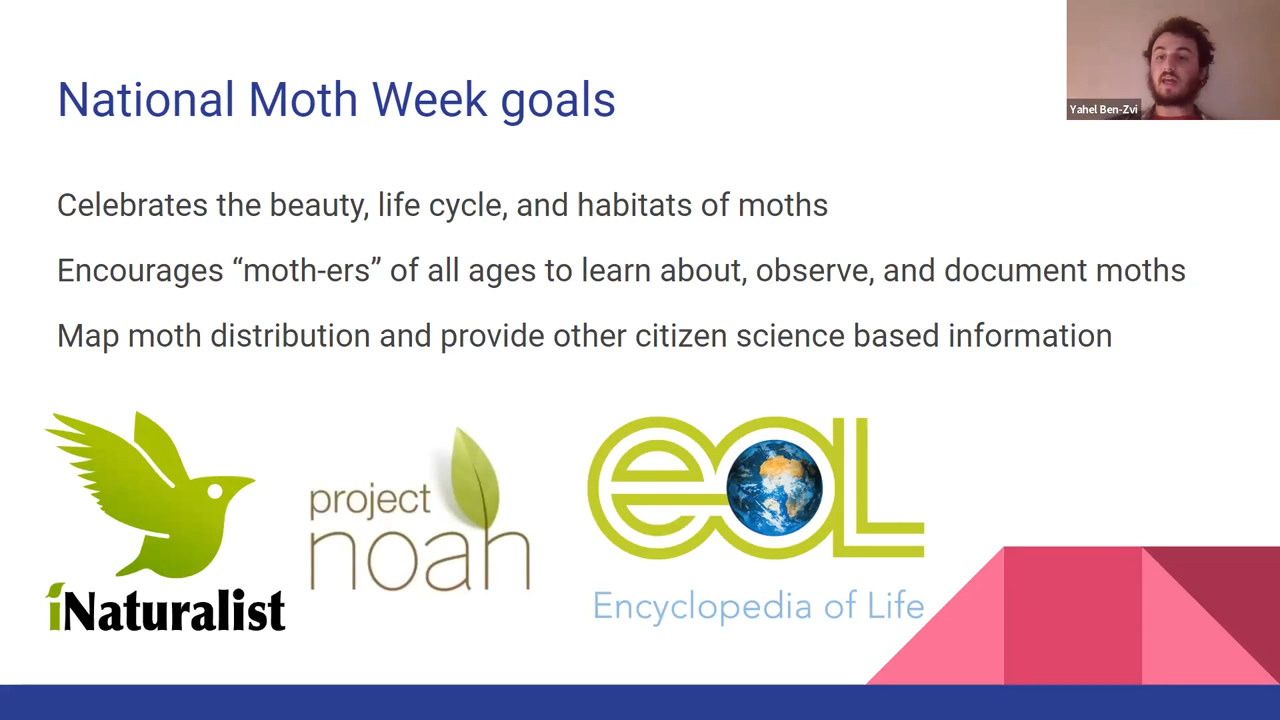 National Moth Week goals
Yahel Ben-Zvi
Celebrates the beauty, life cycle, and habitats of moths
Encourages “moth-ers” of all ages to learn about, observe, and document moths
Map moth distribution and provide other citizen science based information
iNaturalist
project
noah
eOL
Encyclopedia of Life